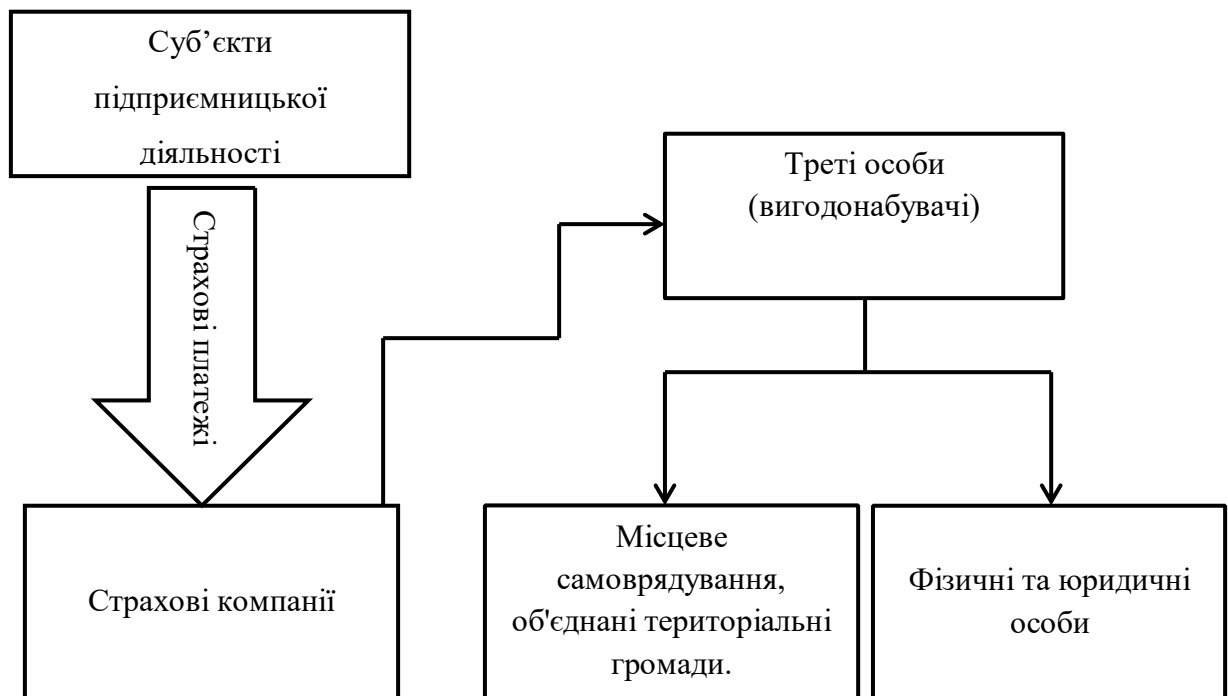 Суб’єкти
підприємницької
діяльності
Страхові платежі
Треті особи
(вигодонабувачі)
Страхові компанії
Місцеве
самоврядування,
об'єднані територіальні
громади.
Фізичні та юридичні
особи